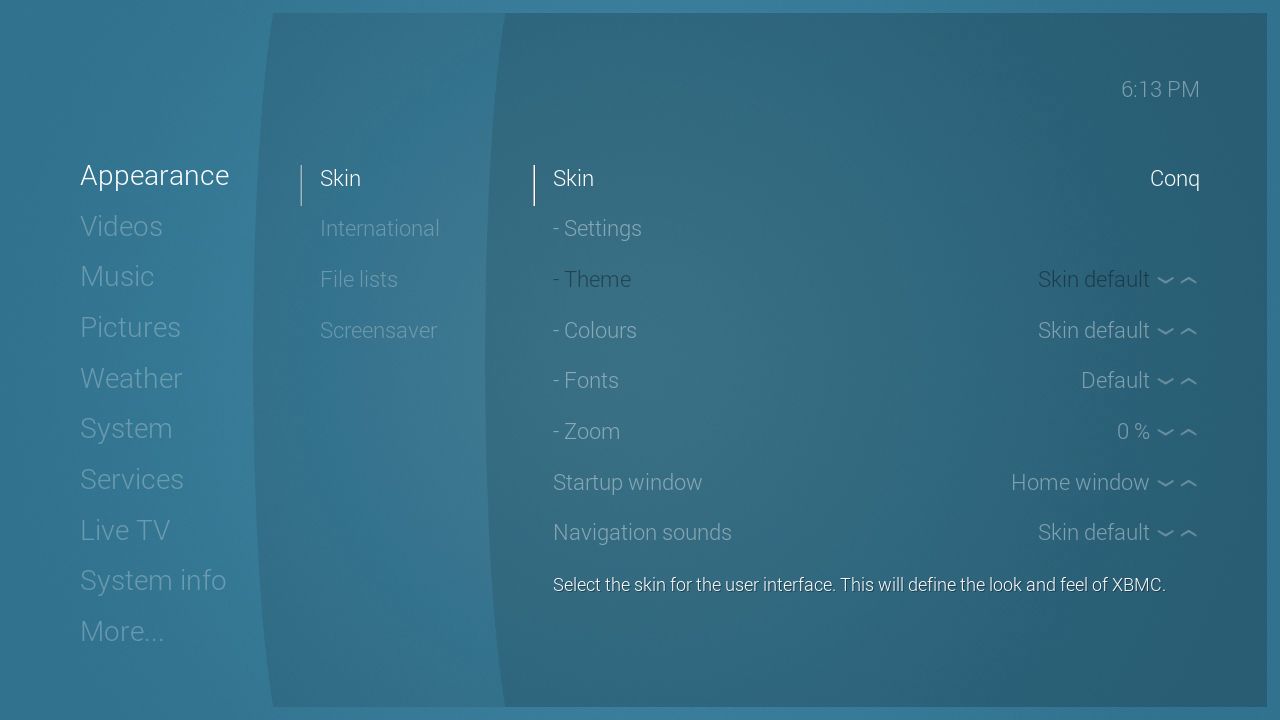 6:13 PM
Appearance
Videos
Music
Pictures
Weather
System
Services
Live TV
System info
More...
Skin
International
File lists
Screensaver
Skin Conq
- Settings
- Theme Skin default
- Colours Skin default
- Fonts Default
- Zoom 0 %
Startup window Home window
Navigation sounds Skin default
Select the skin for the user interface. This will define the look and feel of XBMC.